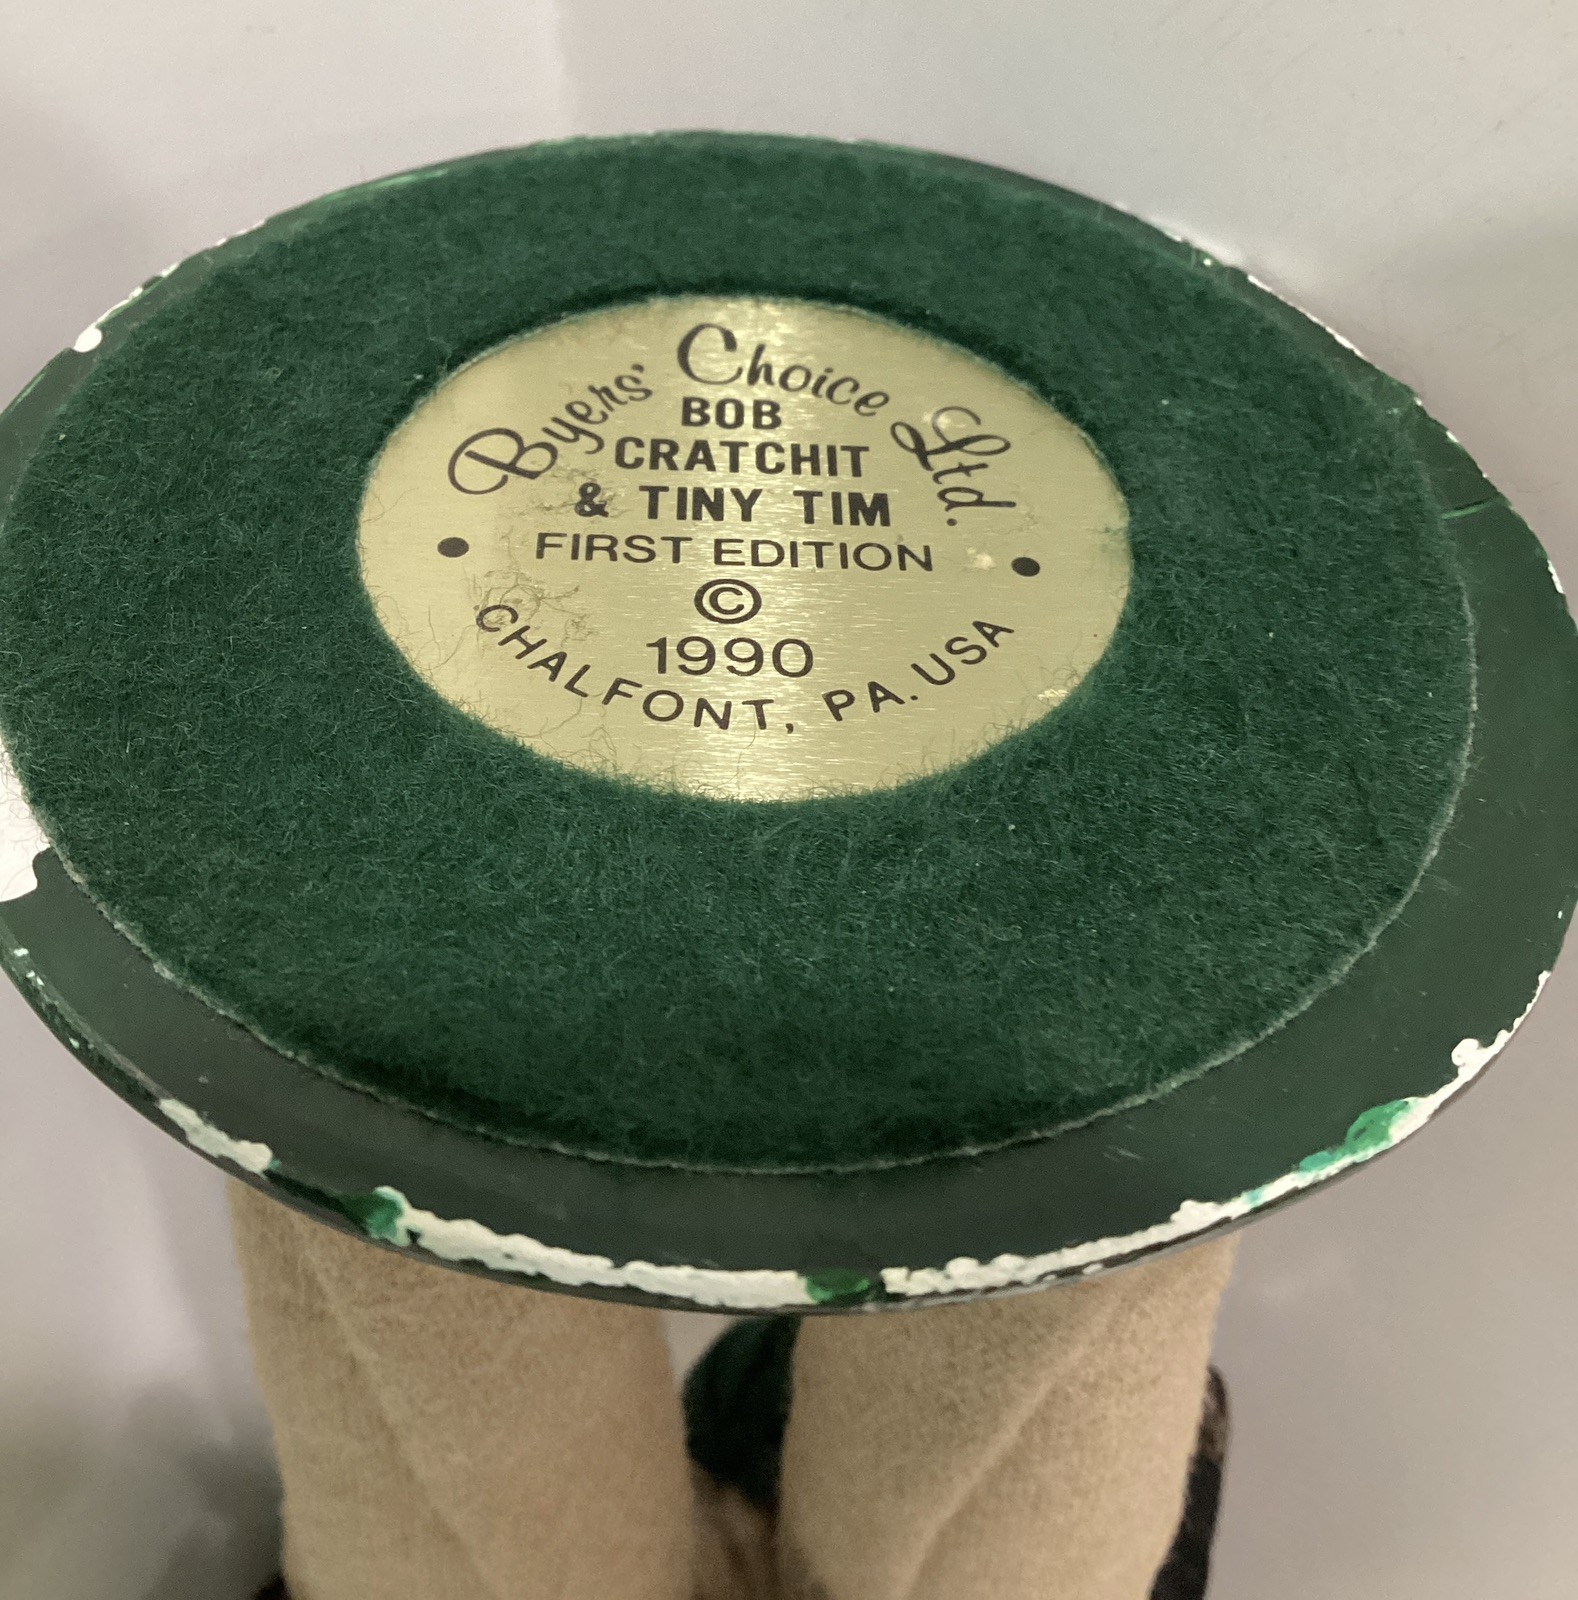 Byers' Choice Ltd.
BOB
CRATCHIT
& TINY TIM
FIRST EDITION
©
1990
CHALFONT, PA. USA